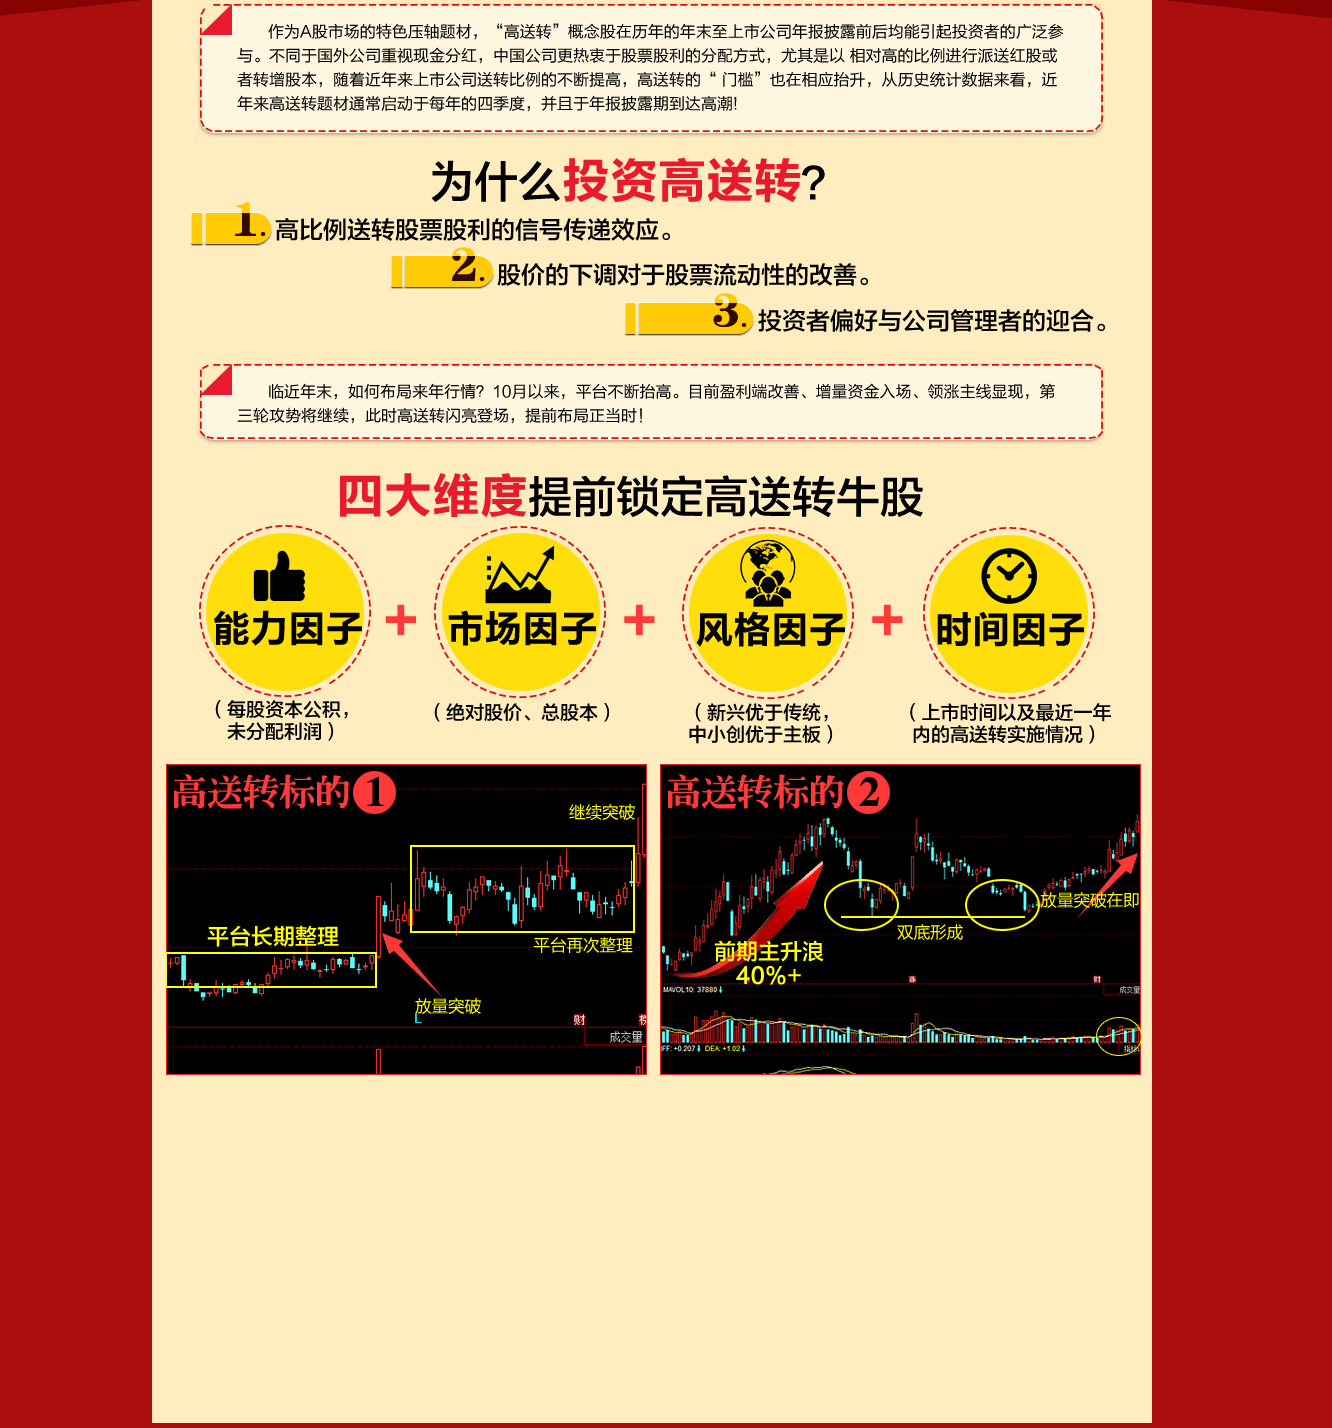 作为A股市场的特色压轴题材，“高送转”概念股在历年的年末至上市公司年报披露前后均能引起投资者的广泛参
与。不同于国外公司重视现金分红，中国公司更热衷于股票股利的分配方式，尤其是以 相对高的比例进行派送红股或
者转增股本，随着近年来上市公司送转比例的不断提高，高送转的“ 门槛”也在相应抬升，从历史统计数据来看，近
年来高送转题材通常启动于每年的四季度，并且于年报披露期到达高潮！
为什么投资高送转?
1.高比例送转股票股利的信号传递效应。
2.股价的下调对于股票流动性的改善。
3.投资者偏好与公司管理者的迎合。
临近年末，如何布局来年行情？10月以来，平台不断抬高。目前盈利端改善、增量资金入场、领涨主线显现，第
三轮攻势将继续，此时高送转闪亮登场，提前布局正当时！
四大维度提前锁定高送转牛股
能力因子 + 市场因子 + 风格因子 + 时间因子
（每股资本公积，
未分配利润）
（绝对股价、总股本）
（新兴优于传统，
中小创优于主板）
（上市时间以及最近一年
内的高送转实施情况）
高送转标的1
继续突破
平台长期整理
平台再次整理
放量突破
L
财
成交量
高送转标的2
放量突破在即
双底形成
前期主升浪
40%+
涨
财
MAVOL10: 37880↓
成交量
IFF: +0.207↓ DEA: +1.02↓